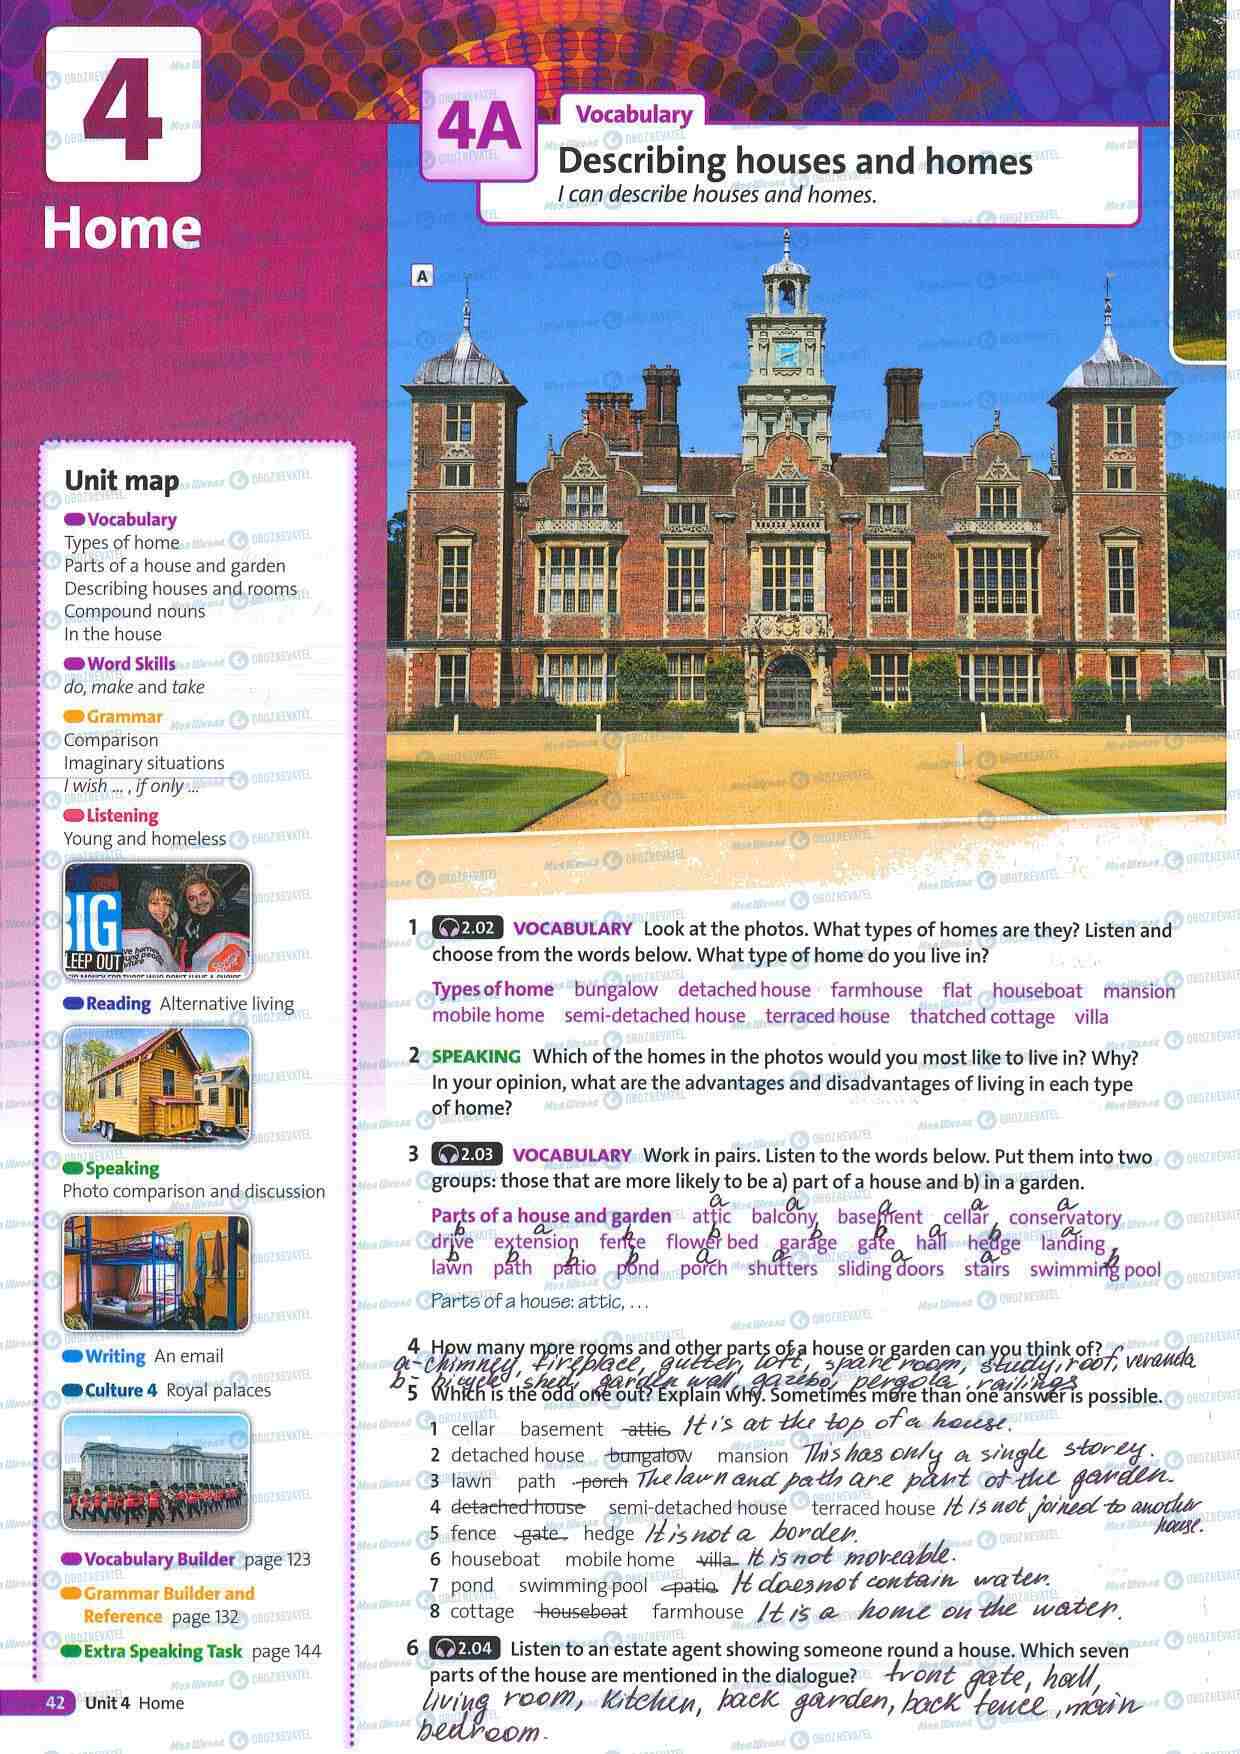 4
Home
4A
Vocabulary
Describing houses and homes
I can describe houses and homes.
A
Unit map
Vocabulary
Types of home
Parts of a house and garden
Describing houses and rooms
Compound nouns
In the house
Word Skills
do, make and take
Grammar
Comparison
Imaginary situations
I wish ... , if only ...
Listening
Young and homeless
BIG
SLEEP OUT
Reading Alternative living
Speaking
Photo comparison and discussion
Writing An email
Culture 4 Royal palaces
Vocabulary Builder page 123
Grammar Builder and
Reference page 132
Extra Speaking Task page 144
42 Unit 4 Home
1 2.02 VOCABULARY Look at the photos. What types of homes are they? Listen and
choose from the words below. What type of home do you live in?
Types of home bungalow detached house farmhouse flat houseboat mansion
mobile home semi-detached house terraced house thatched cottage villa
2 SPEAKING Which of the homes in the photos would you most like to live in? Why?
In your opinion, what are the advantages and disadvantages of living in each type
of home?
3 2.03 VOCABULARY Work in pairs. Listen to the words below. Put them into two
groups: those that are more likely to be a) part of a house and b) in a garden.
a a a a a
Parts of a house and garden attic balcony basement cellar conservatory
b a b b b b a b a
drive extension fence flower bed garage gate hall hedge landing
b b b b a a a a b
lawn path patio pond porch shutters sliding doors stairs swimming pool
Parts of a house: attic, ...
4 How many more rooms and other parts of a house or garden can you think of?
a- chimney, fireplace, gutter, loft, spare room, study, roof, veranda
b- bicycle shed, garden wall, gazebo, pergola, railings
5 Which is the odd one out? Explain why. Sometimes more than one answer is possible.
1 cellar basement attic It is at the top of a house.
2 detached house bungalow mansion This has only a single storey.
3 lawn path porch The lawn and path are part of the garden.
4 detached house semi-detached house terraced house It is not joined to another
house.
5 fence gate hedge It is not a border.
6 houseboat mobile home villa It is not moveable.
7 pond swimming pool patio It does not contain water.
8 cottage houseboat farmhouse It is a home on the water.
6 2.04 Listen to an estate agent showing someone round a house. Which seven
parts of the house are mentioned in the dialogue? front gate, hall,
living room, kitchen, back garden, back fence, main
bedroom.